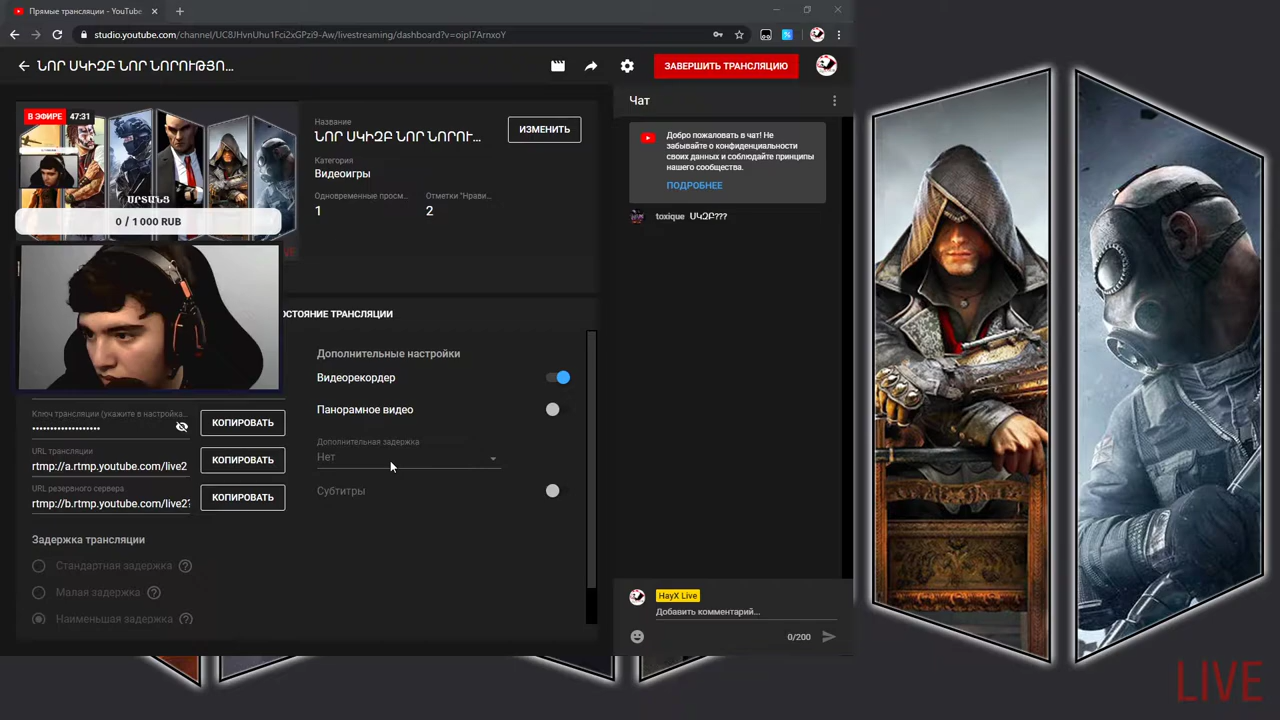 Прямые трансляции - YouTube
studio.youtube.com/channel/UC8JHvnUhu1Fci2xGPzi9-Aw/livestreaming/dashboard?v=oipI7ArnxoY
ՆՈՐ ՍԿԻԶԲ ՆՈՐ ՆՈՐՈՒԹՅՈ...
ЗАВЕРШИТЬ ТРАНСЛЯЦИЮ
В ЭФИРЕ 47:31
0 / 1 000 RUB
Название
ՆՈՐ ՍԿԻԶԲ ՆՈՐ ՆՈՐՈՒ...
ИЗМЕНИТЬ
Категория
Видеоигры
Одновременные просм...
Отметки "Нрави...
1
2
ОСТОЯНИЕ ТРАНСЛЯЦИИ
Ключ трансляции (укажите в настройка...
••••••••••••••••••••
КОПИРОВАТЬ
URL трансляции
rtmp://a.rtmp.youtube.com/live2
КОПИРОВАТЬ
URL резервного сервера
rtmp://b.rtmp.youtube.com/live2?
КОПИРОВАТЬ
Задержка трансляции
Стандартная задержка
Малая задержка
Наименьшая задержка
Дополнительные настройки
Видеорекордер
Панорамное видео
Дополнительная задержка
Нет
Субтитры
Чат
Добро пожаловать в чат! Не
забывайте о конфиденциальности
своих данных и соблюдайте принципы
нашего сообщества.
ПОДРОБНЕЕ
toxique ՍԿԶԲ???
HayX Live
Добавить комментарий...
0/200
LIVE